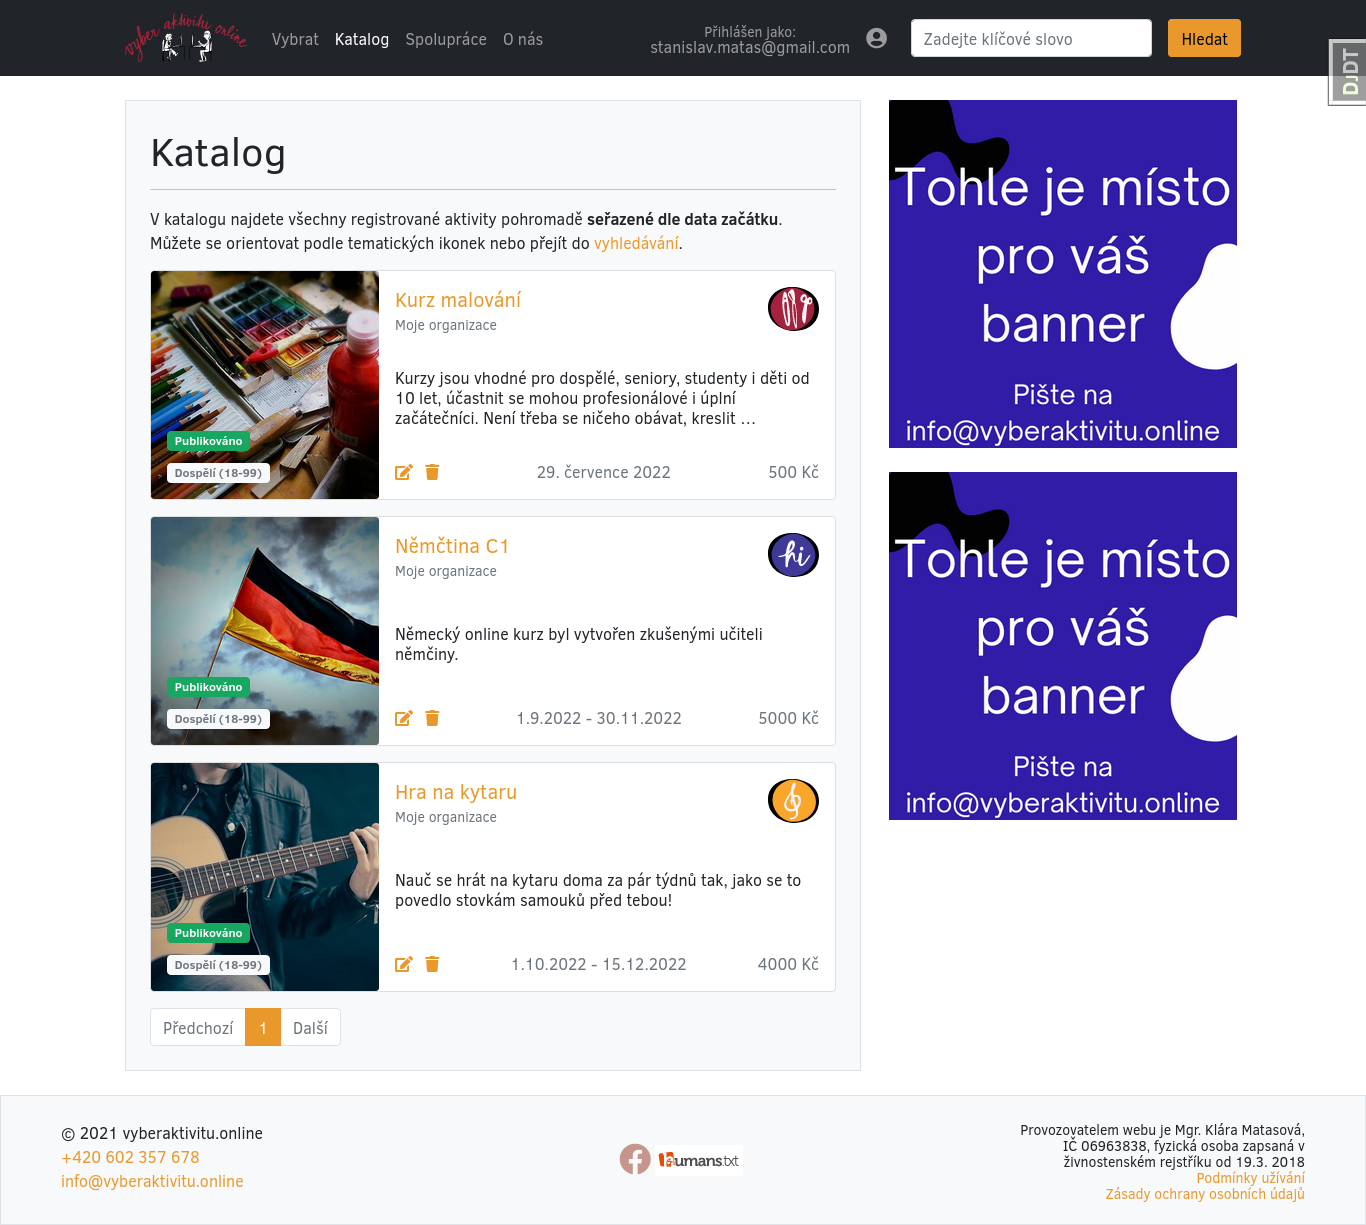 vyber aktivitu online
Vybrat Katalog Spolupráce O nás
Přihlášen jako:
stanislav.matas@gmail.com
Zadejte klíčové slovo
Hledat
DJDT
Katalog
V katalogu najdete všechny registrované aktivity pohromadě seřazené dle data začátku.
Můžete se orientovat podle tematických ikonek nebo přejít do vyhledávání.
Kurz malování
Moje organizace
Kurzy jsou vhodné pro dospělé, seniory, studenty i děti od
10 let, účastnit se mohou profesionálové i úplní
začátečníci. Není třeba se ničeho obávat, kreslit …
Publikováno
Dospělí (18-99)
29. července 2022
500 Kč
Němčtina C1
Moje organizace
hi
Německý online kurz byl vytvořen zkušenými učiteli
němčiny.
Publikováno
Dospělí (18-99)
1.9.2022 - 30.11.2022
5000 Kč
Hra na kytaru
Moje organizace
Nauč se hrát na kytaru doma za pár týdnů tak, jako se to
povedlo stovkám samouků před tebou!
Publikováno
Dospělí (18-99)
1.10.2022 - 15.12.2022
4000 Kč
Předchozí 1 Další
Tohle je místo
pro váš
banner
Pište na
info@vyberaktivitu.online
Tohle je místo
pro váš
banner
Pište na
info@vyberaktivitu.online
© 2021 vyberaktivitu.online
+420 602 357 678
info@vyberaktivitu.online
Humans.txt
Provozovatelem webu je Mgr. Klára Matasová,
IČ 06963838, fyzická osoba zapsaná v
živnostenském rejstříku od 19.3. 2018
Podmínky užívání
Zásady ochrany osobních údajů